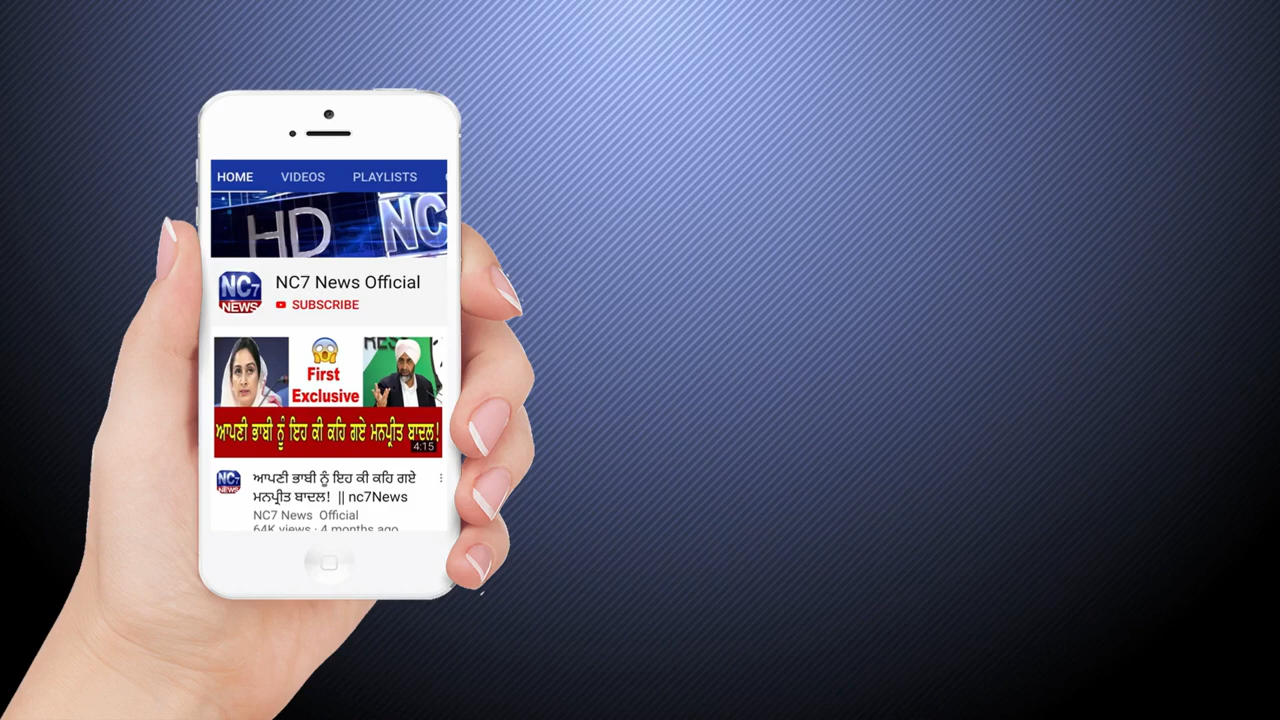 HOME VIDEOS PLAYLISTS
HD NC
NC7 NEWS
NC7 News Official
SUBSCRIBE
First
Exclusive
ਆਪਣੀ ਭਾਬੀ ਨੂੰ ਇਹ ਕੀ ਕਹਿ ਗਏ ਮਨਪ੍ਰੀਤ ਬਾਦਲ!
4:15
NC7 NEWS
ਆਪਣੀ ਭਾਬੀ ਨੂੰ ਇਹ ਕੀ ਕਹਿ ਗਏ
ਮਨਪ੍ਰੀਤ ਬਾਦਲ! || nc7News
NC7 News Official
64K views · 4 months ago